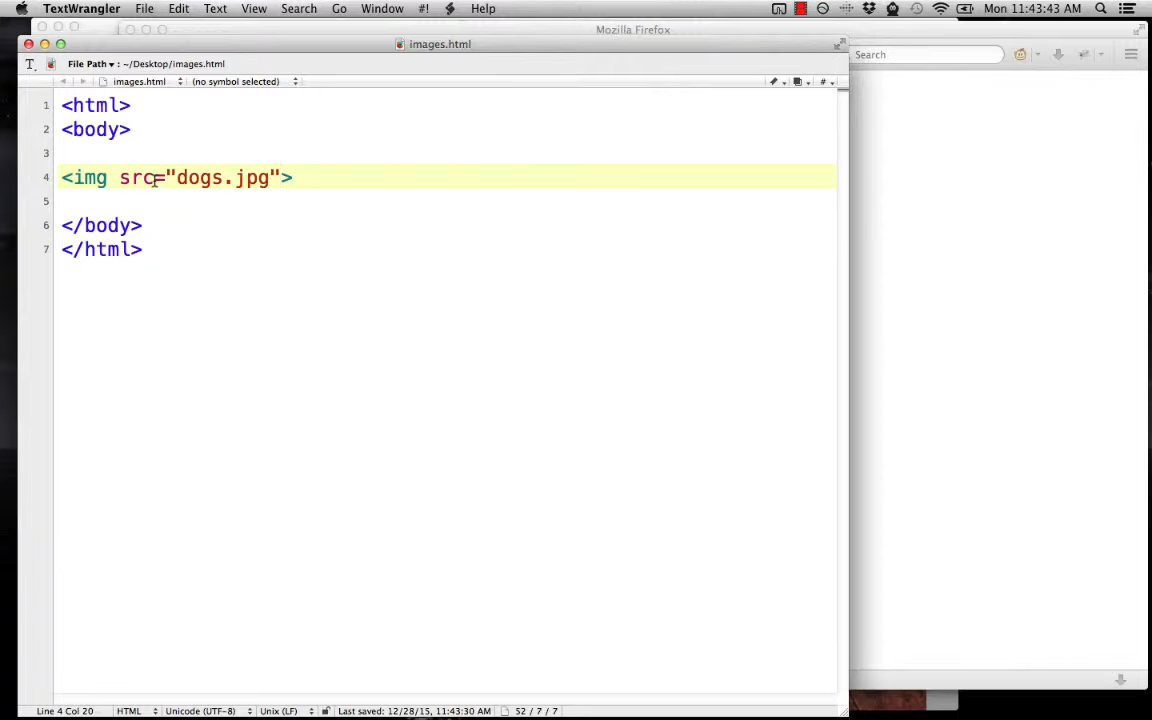 TextWrangler File Edit Text View Search Go Window #! Help Mon 11:43:43 AM
Mozilla Firefox
images.html
File Path ▾ : ~/Desktop/images.html
Search
images.html (no symbol selected) #
1 <html>
2 <body>
3
4 <img src="dogs.jpg">
5
6 </body>
7 </html>
Line 4 Col 20 HTML Unicode (UTF-8) Unix (LF) Last saved: 12/28/15, 11:43:30 AM 52 / 7 / 7